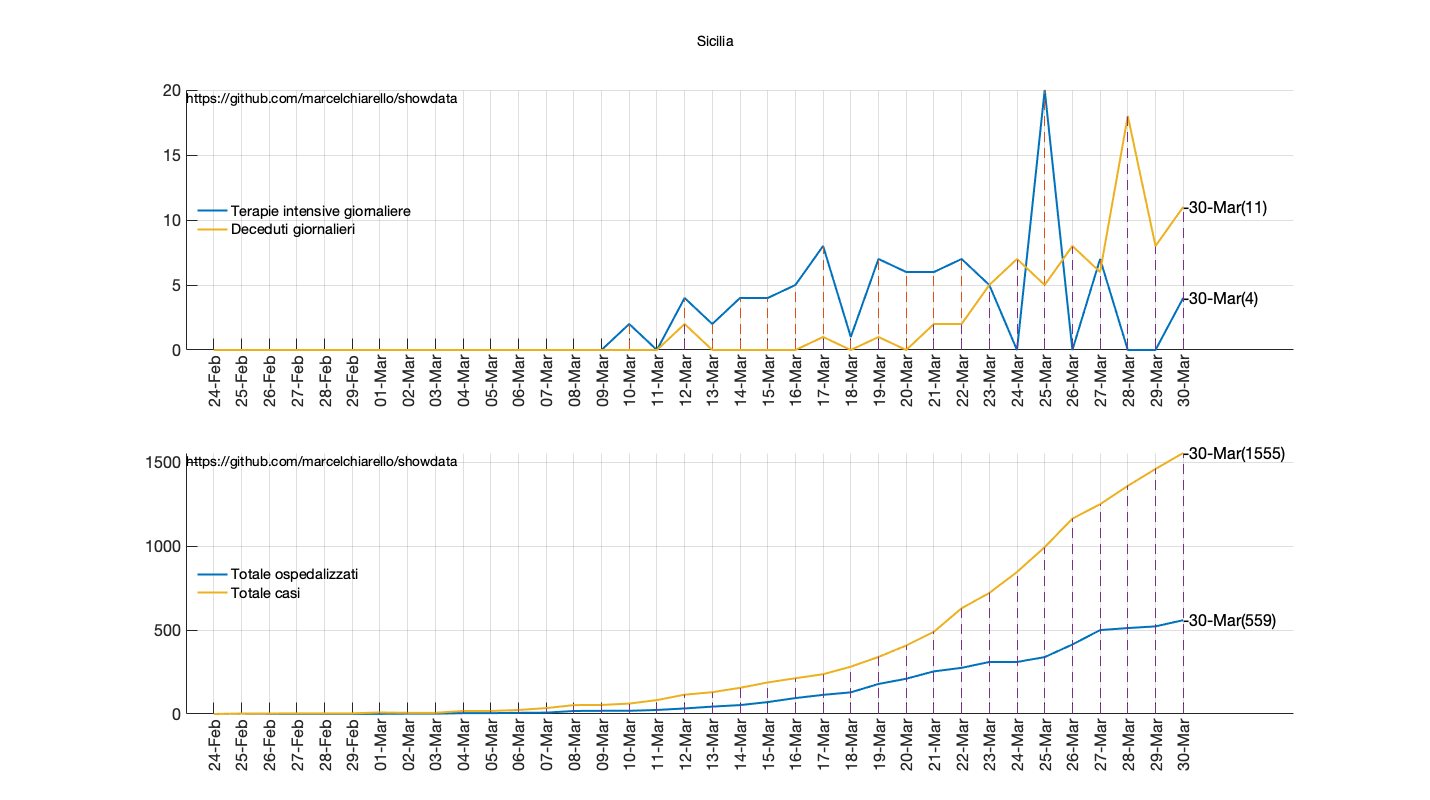 Sicilia
20
https://github.com/marcelchiarello/showdata
15
Terapie intensive giornaliere
10
-30-Mar(11)
Deceduti giornalieri
5
-30-Mar(4)
0
24-Feb
25-Feb
26-Feb
27-Feb
28-Feb
29-Feb
01-Mar
02-Mar
03-Mar
04-Mar
05-Mar
06-Mar
07-Mar
08-Mar
09-Mar
10-Mar
11-Mar
12-Mar
13-Mar
14-Mar
15-Mar
16-Mar
17-Mar
18-Mar
19-Mar
20-Mar
21-Mar
22-Mar
23-Mar
24-Mar
25-Mar
26-Mar
27-Mar
28-Mar
29-Mar
30-Mar
-30-Mar(1555)
1500
https://github.com/marcelchiarello/showdata
1000
Totale ospedalizzati
Totale casi
-30-Mar(559)
500
0
24-Feb
25-Feb
26-Feb
27-Feb
28-Feb
29-Feb
01-Mar
02-Mar
03-Mar
04-Mar
05-Mar
06-Mar
07-Mar
08-Mar
09-Mar
10-Mar
11-Mar
12-Mar
13-Mar
14-Mar
15-Mar
16-Mar
17-Mar
18-Mar
19-Mar
20-Mar
21-Mar
22-Mar
23-Mar
24-Mar
25-Mar
26-Mar
27-Mar
28-Mar
29-Mar
30-Mar